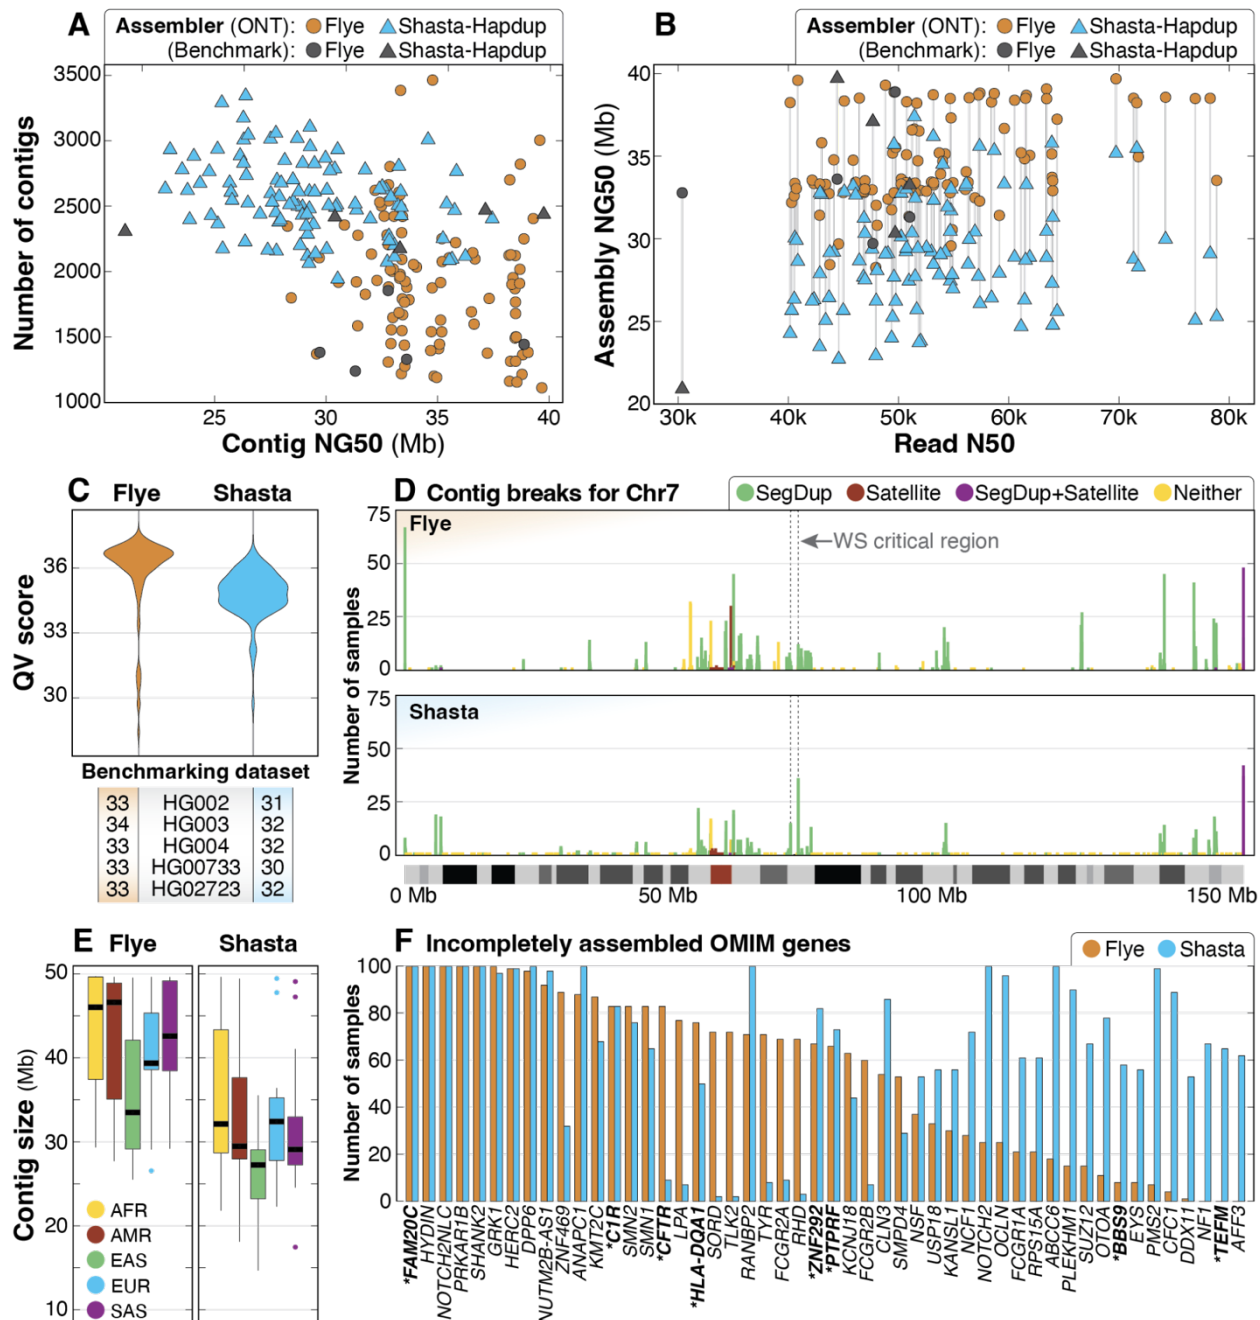 A
Assembler (ONT): Flye Shasta-Hapdup
(Benchmark): Flye Shasta-Hapdup
3500
3000
2500
2000
1500
1000
Number of contigs
25 30 35 40
Contig NG50 (Mb)
B
Assembler (ONT): Flye Shasta-Hapdup
(Benchmark): Flye Shasta-Hapdup
40
35
30
25
20
Assembly NG50 (Mb)
30k 40k 50k 60k 70k 80k
Read N50
C
Flye Shasta
36
33
30
QV score
Benchmarking dataset
33 HG002 31
34 HG003 32
33 HG004 32
33 HG00733 30
33 HG02723 32
D Contig breaks for Chr7
SegDup Satellite SegDup+Satellite Neither
75
50
25
0
Flye
WS critical region
Number of samples
75
50
25
0
Shasta
Number of samples
0 Mb 50 Mb 100 Mb 150 Mb
E Flye Shasta
50
40
30
20
10
Contig size (Mb)
AFR
AMR
EAS
EUR
SAS
F Incompletely assembled OMIM genes
Flye Shasta
100
80
60
40
20
0
Number of samples
*FAM20C
HYDIN
NOTCH2NLC
PRKAR1B
SHANK2
GRK1
HERC2
DPP6
NUTM2B-AS1
ZNF469
ANAPC1
KMT2C
*C1R
SMN2
SMN1
*CFTR
LPA
*HLA-DQA1
SORD
TLK2
RANBP2
TYR
FCGR2A
RHD
*ZNF292
*PTPRF
KCNJ18
FCGR2B
CLN3
SMPD4
NSF
USP18
KANSL1
NCF1
NOTCH2
OCLN
FCGR1A
RPS15A
ABCC6
PLEKHM1
SUZ12
OTOA
*BBS9
EYS
PMS2
CFC1
DDX11
NF1
*TEFM
AFF3